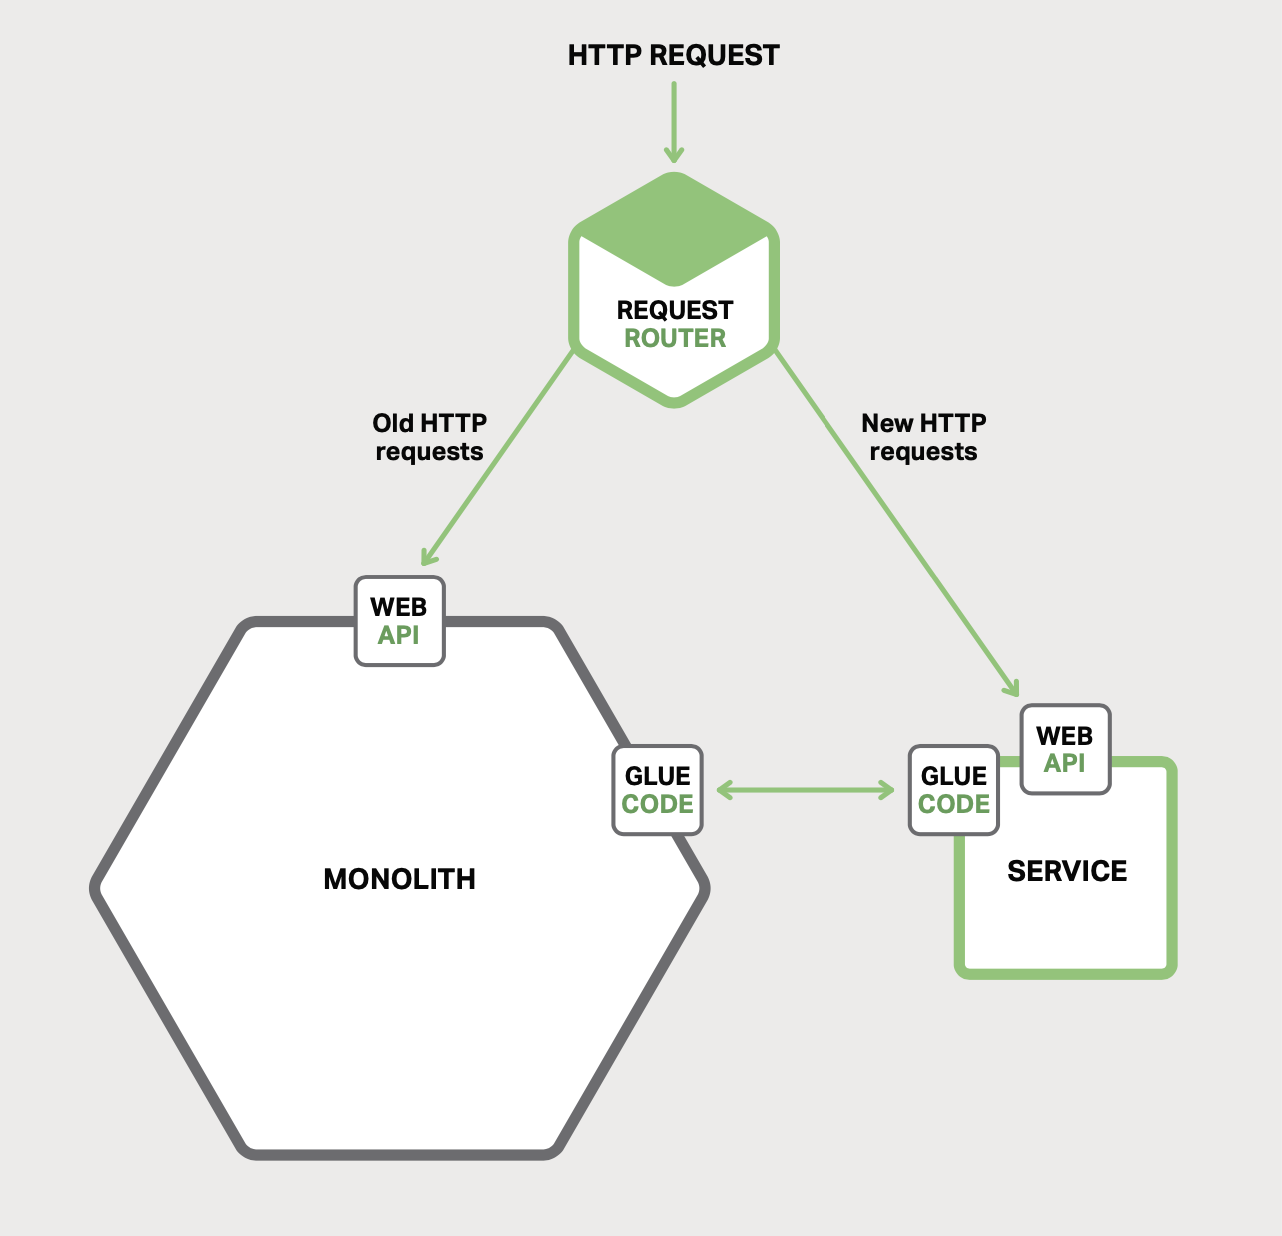 HTTP REQUEST
REQUEST
ROUTER
Old HTTP
requests
New HTTP
requests
WEB
API
WEB
API
GLUE
CODE
GLUE
CODE
MONOLITH
SERVICE